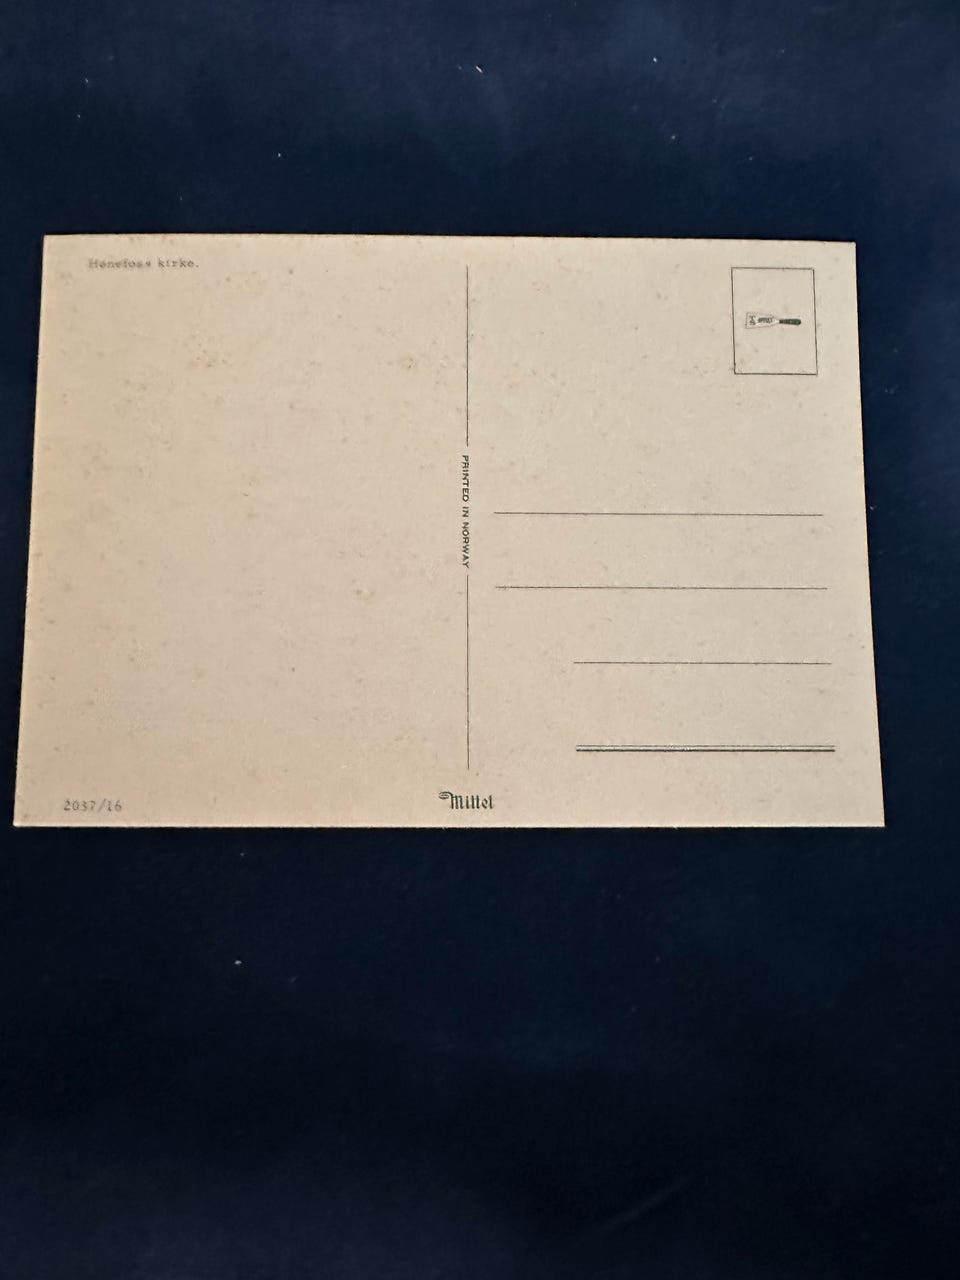 Hønefoss kirke.
PRINTED IN NORWAY
2037/16
Mittet